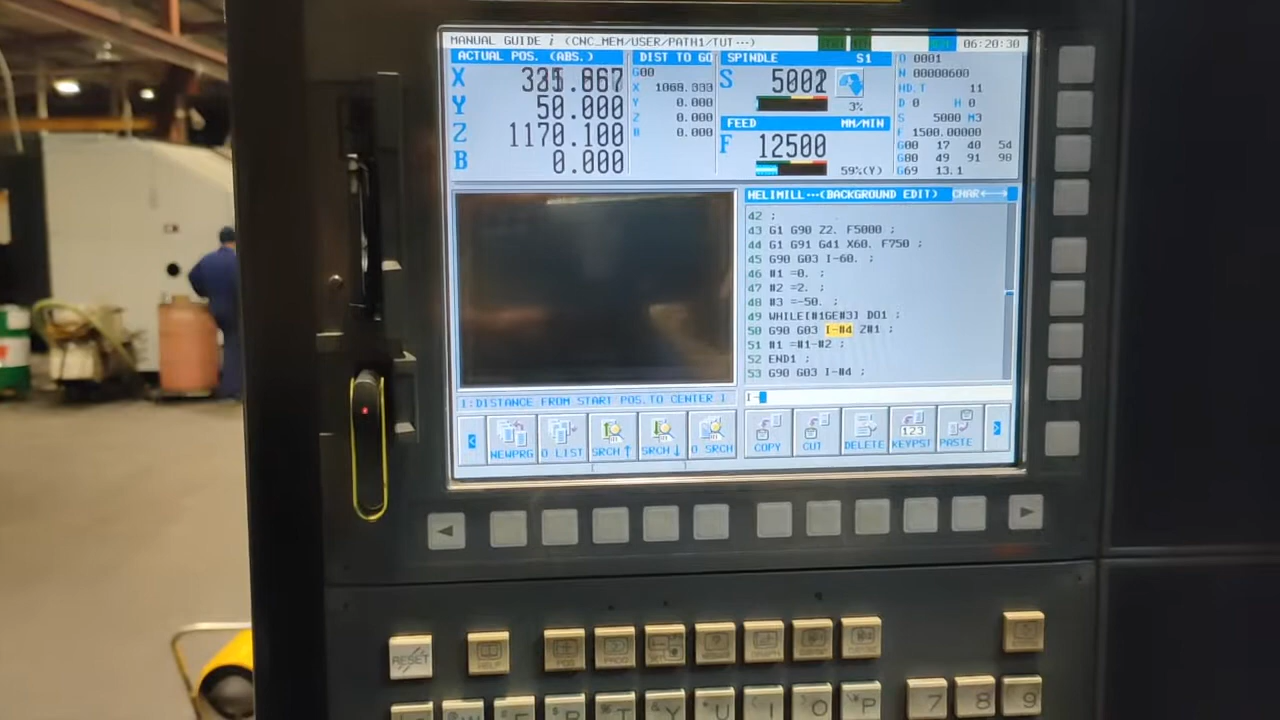 MANUAL GUIDE i (CNC_MEM/USER/PATH1/TUT···) 06:20:30
ACTUAL POS. (ABS.)
X
Y 50.000
Z 1170.100
B 0.000
DIST TO GO
G00
X 1068.333
Y 0.000
Z 0.000
B 0.000
SPINDLE S1
S 5002
3%
FEED MM/MIN
F 12500
59%(Y)
O 0001
N 00000600
HD.T 11
D 0 H 0
S 5000 M3
F 1500.00000
G00 17 40 54
G80 49 91 98
G69 13.1
HELIMILL···(BACKGROUND EDIT) CHAR
42 ;
43 G1 G90 Z2. F5000 ;
44 G1 G91 G41 X60. F750 ;
45 G90 G03 I-60. ;
46 #1 =0. ;
47 #2 =2. ;
48 #3 =-50. ;
49 WHILE[#1GE#3] DO1 ;
50 G90 G03 I-#4 Z#1 ;
51 #1 =#1-#2 ;
52 END1 ;
53 G90 G03 I-#4 ;
I:DISTANCE FROM START POS.TO CENTER 1
I-
< NEWPRG O LIST SRCH↑ SRCH↓ O SRCH COPY CUT DELETE KEYPST PASTE >
123
RESET HELP POS PROG
7 8 9
R T Y U I O P